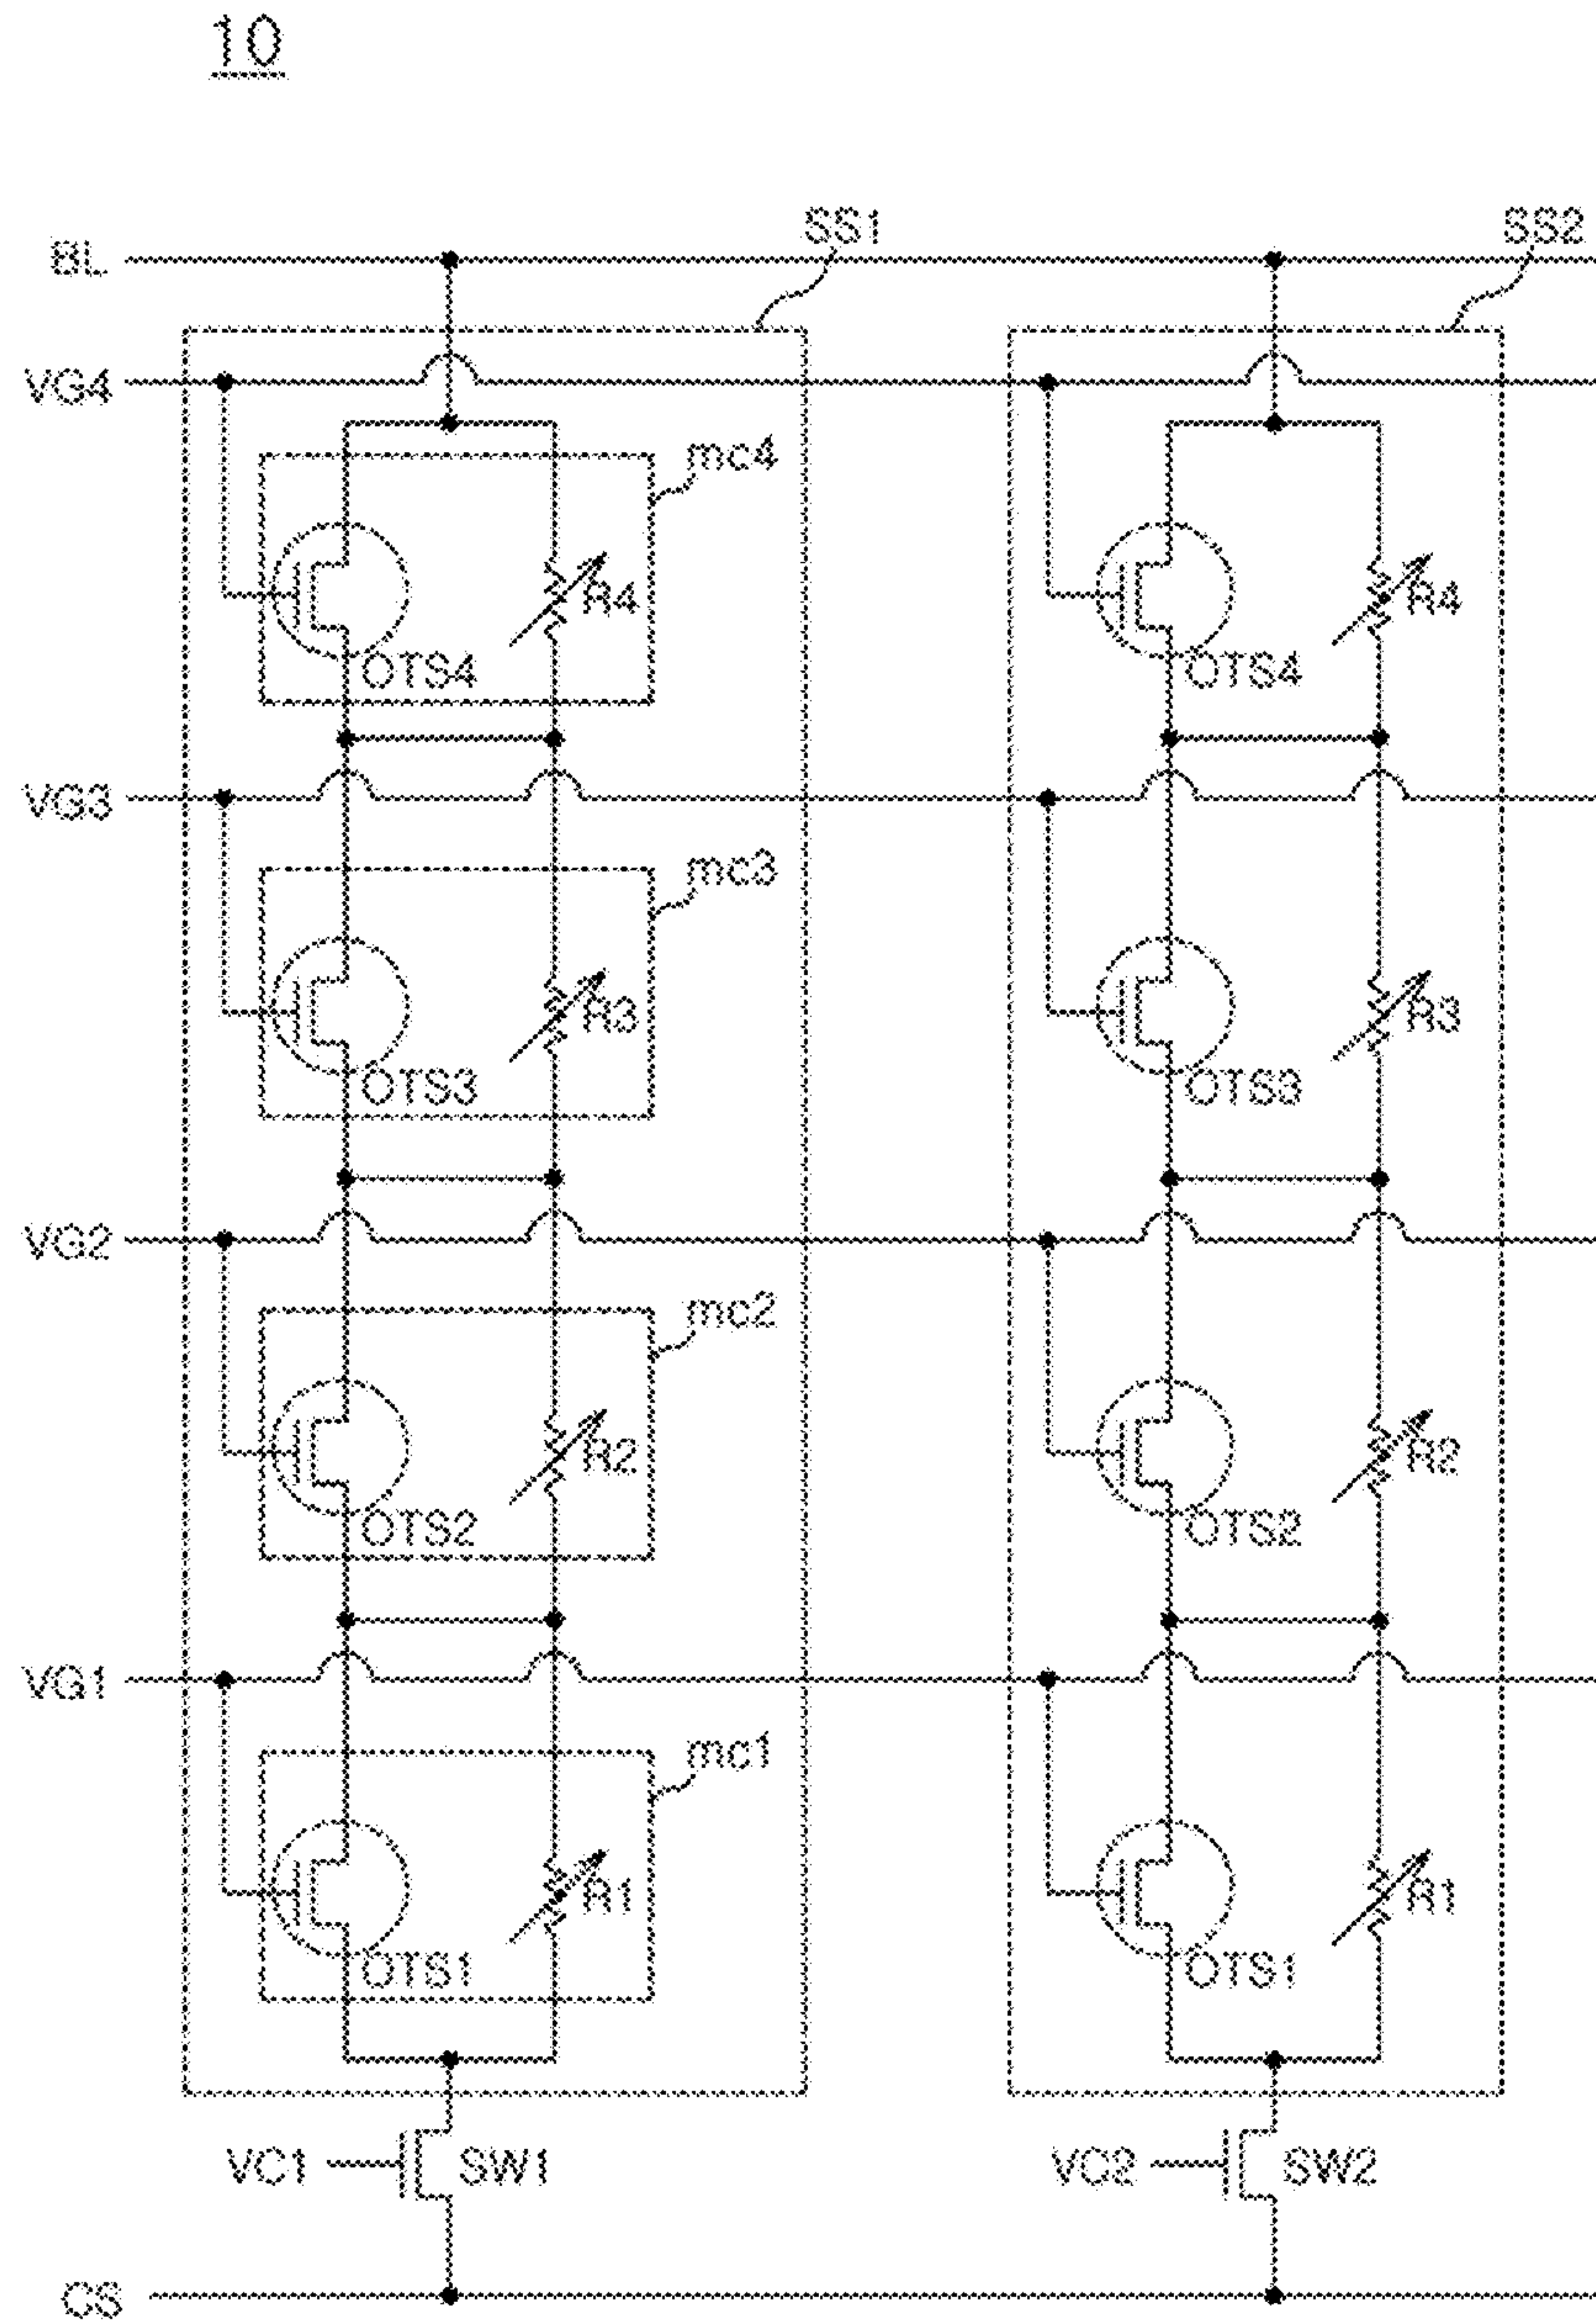 10
SS1 SS2
BL
VG4
mc4
R4 R4
OTS4 OTS4
VG3
mc3
R3 R3
OTS3 OTS3
VG2
mc2
R2 R2
OTS2 OTS2
VG1
mc1
R1 R1
OTS1 OTS1
VC1 SW1 VC2 SW2
CS